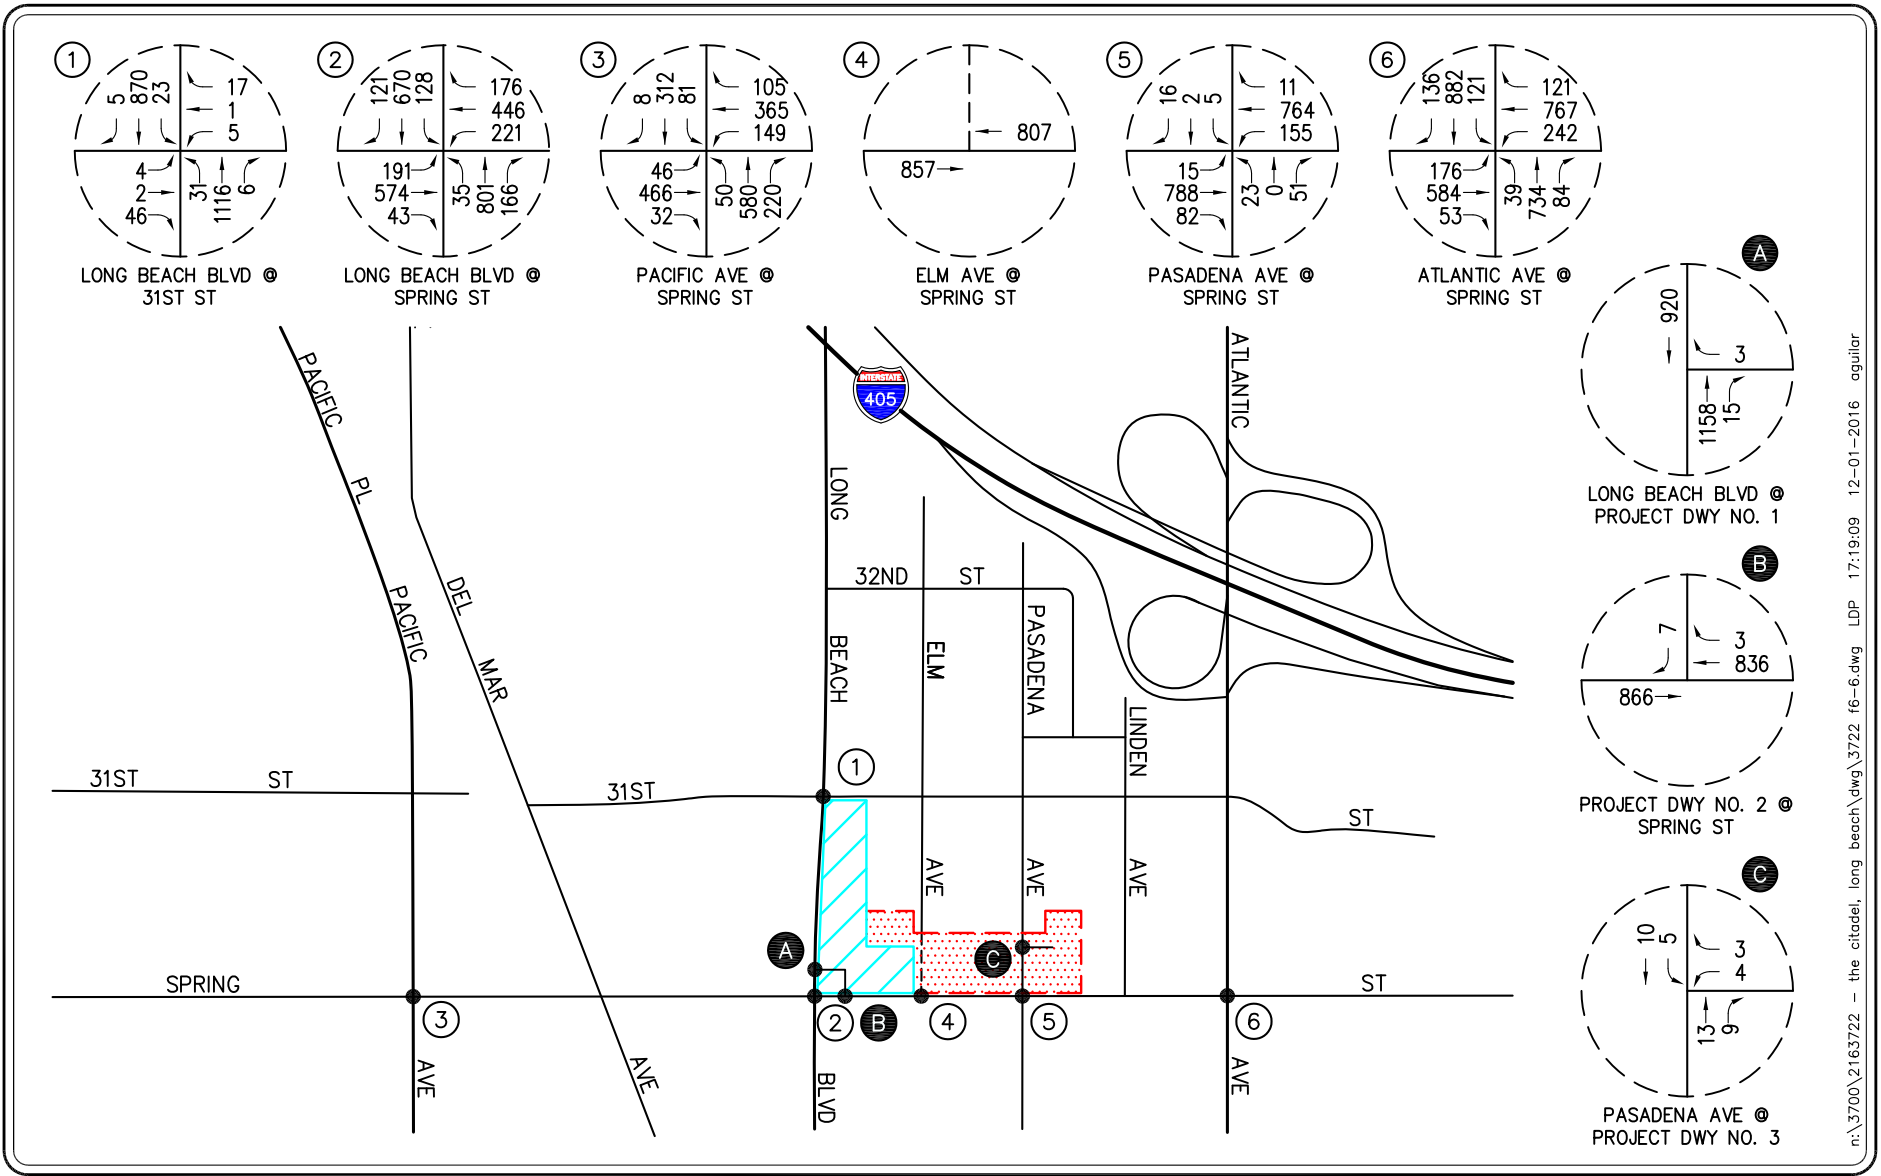 1
5
870
23
17
1
5
4
2
46
31
1116
6
LONG BEACH BLVD @
31ST ST
2
121
670
128
176
446
221
191
574
43
35
801
166
LONG BEACH BLVD @
SPRING ST
3
8
312
81
105
365
149
46
466
32
50
580
220
PACIFIC AVE @
SPRING ST
4
807
857
ELM AVE @
SPRING ST
5
16
2
5
11
764
155
15
788
82
23
0
51
PASADENA AVE @
SPRING ST
6
136
882
121
121
767
242
176
584
53
39
734
84
ATLANTIC AVE @
SPRING ST
A
920
3
1158
15
LONG BEACH BLVD @
PROJECT DWY NO. 1
B
7
3
836
866
PROJECT DWY NO. 2 @
SPRING ST
C
10
5
3
4
13
9
PASADENA AVE @
PROJECT DWY NO. 3
PACIFIC
PL
PACIFIC
AVE
DEL
MAR
AVE
LONG
BEACH
BLVD
INTERSTATE
405
ATLANTIC
AVE
32ND ST
ELM
AVE
PASADENA
AVE
LINDEN
AVE
31ST ST
31ST
ST
1
A
C
SPRING
ST
3
2
B
4
5
6
n:\3700\2163722 - the citadel, long beach\dwg\3722 f6-6.dwg LDP 17:19:09 12-01-2016 aguilar